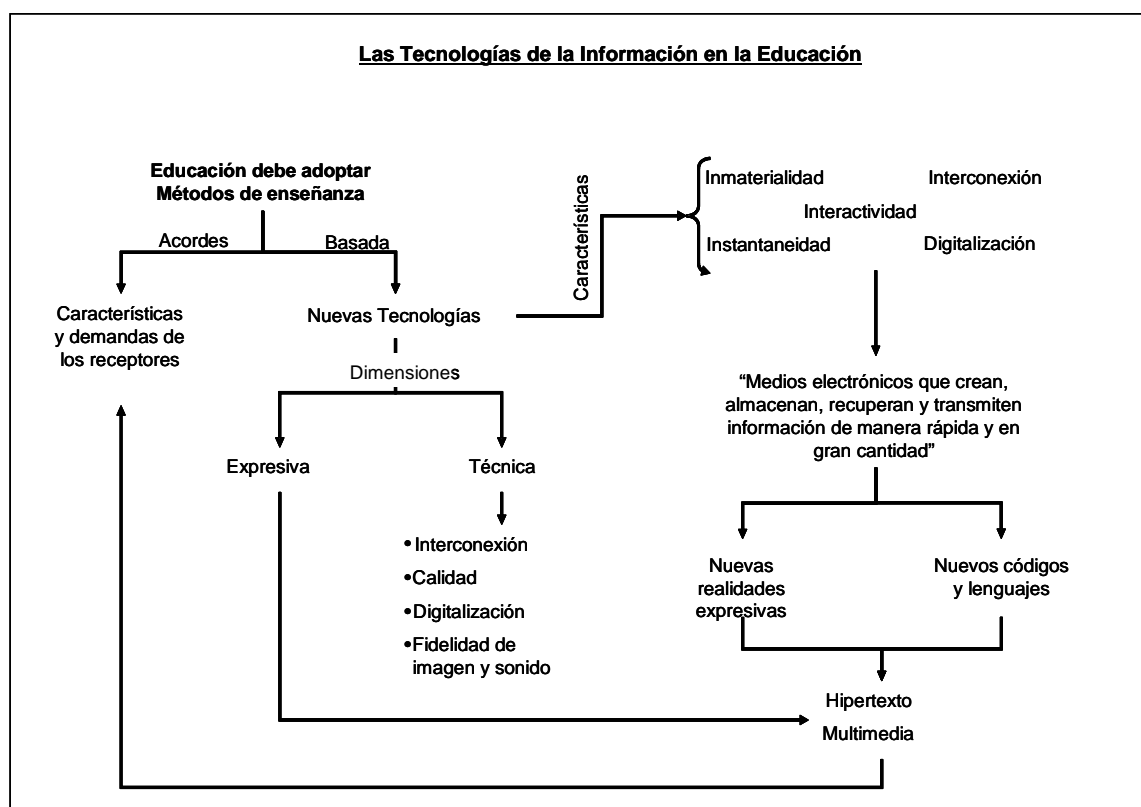 Las Tecnologías de la Información en la Educación
Educación debe adoptar
Métodos de enseñanza
Acordes
Basada
Características
y demandas de
los receptores
Nuevas Tecnologías
Características
Inmaterialidad
Interconexión
Interactividad
Instantaneidad
Digitalización
Dimensiones
Expresiva
Técnica
•Interconexión
•Calidad
•Digitalización
•Fidelidad de
imagen y sonido
“Medios electrónicos que crean,
almacenan, recuperan y transmiten
información de manera rápida y en
gran cantidad”
Nuevas
realidades
expresivas
Nuevos códigos
y lenguajes
Hipertexto
Multimedia